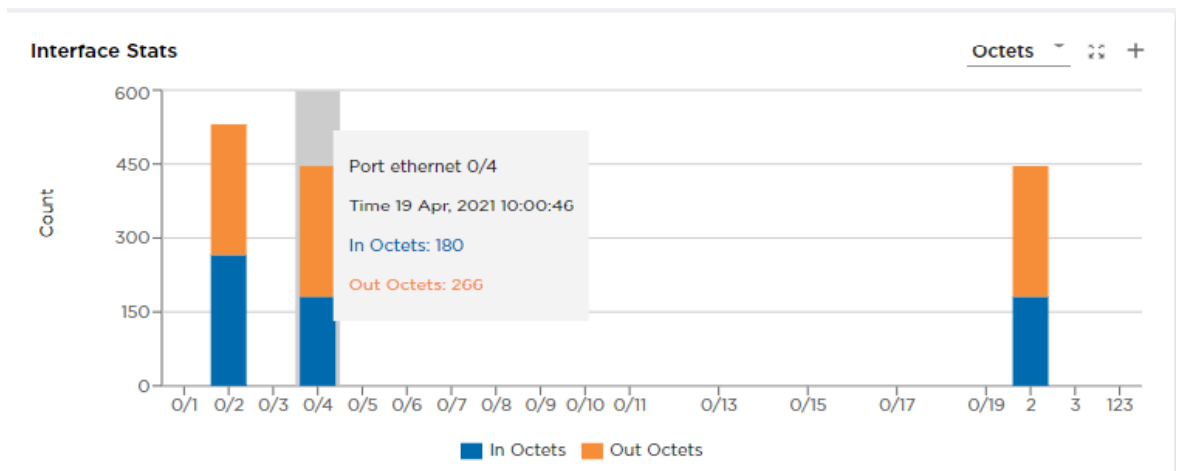 Interface Stats
Octets
600
450
300
150
0
Count
Port ethernet 0/4
Time 19 Apr, 2021 10:00:46
In Octets: 180
Out Octets: 266
0/1 0/2 0/3 0/4 0/5 0/6 0/7 0/8 0/9 0/10 0/11 0/13 0/15 0/17 0/19 2 3 123
In Octets Out Octets